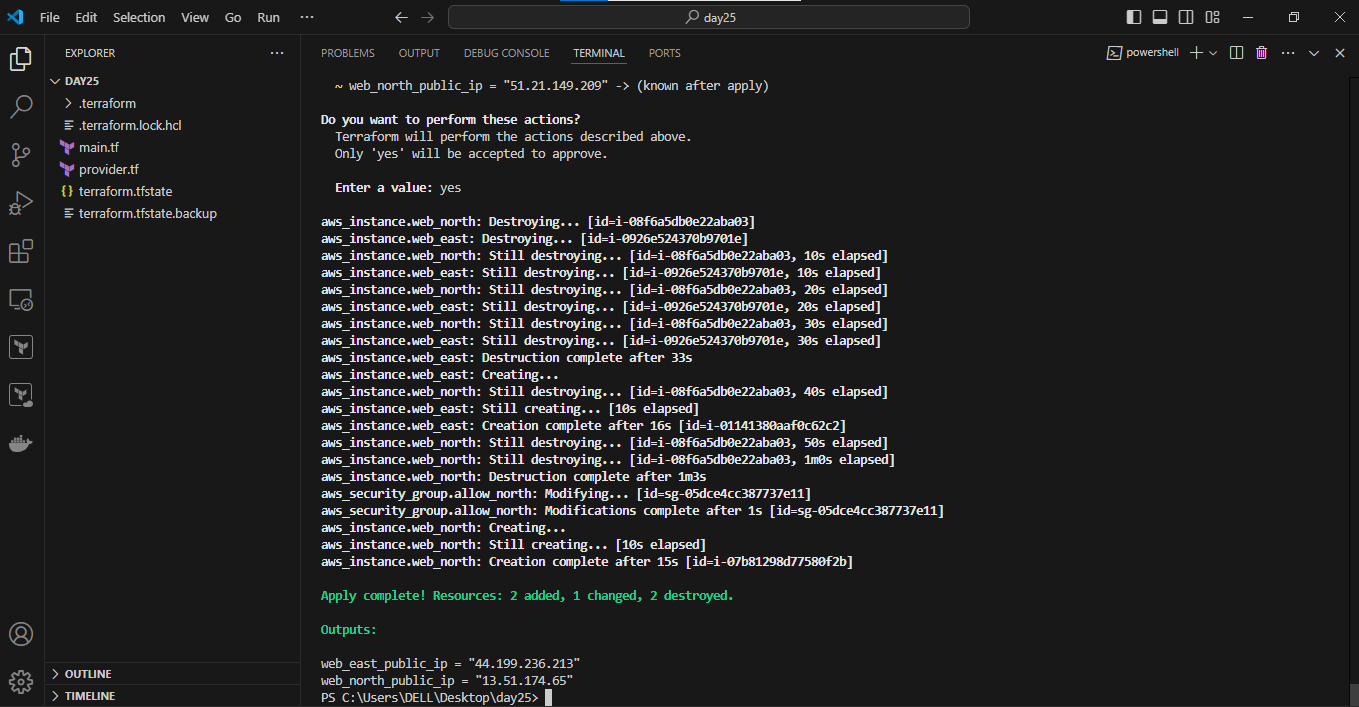 File Edit Selection View Go Run ··· day25
EXPLORER ···
DAY25
.terraform
.terraform.lock.hcl
main.tf
provider.tf
{} terraform.tfstate
terraform.tfstate.backup
OUTLINE
TIMELINE
PROBLEMS OUTPUT DEBUG CONSOLE TERMINAL PORTS powershell
~ web_north_public_ip = "51.21.149.209" -> (known after apply)
Do you want to perform these actions?
Terraform will perform the actions described above.
Only 'yes' will be accepted to approve.
Enter a value: yes
aws_instance.web_north: Destroying... [id=i-08f6a5db0e22aba03]
aws_instance.web_east: Destroying... [id=i-0926e524370b9701e]
aws_instance.web_north: Still destroying... [id=i-08f6a5db0e22aba03, 10s elapsed]
aws_instance.web_east: Still destroying... [id=i-0926e524370b9701e, 10s elapsed]
aws_instance.web_north: Still destroying... [id=i-08f6a5db0e22aba03, 20s elapsed]
aws_instance.web_east: Still destroying... [id=i-0926e524370b9701e, 20s elapsed]
aws_instance.web_north: Still destroying... [id=i-08f6a5db0e22aba03, 30s elapsed]
aws_instance.web_east: Still destroying... [id=i-0926e524370b9701e, 30s elapsed]
aws_instance.web_east: Destruction complete after 33s
aws_instance.web_east: Creating...
aws_instance.web_north: Still destroying... [id=i-08f6a5db0e22aba03, 40s elapsed]
aws_instance.web_east: Still creating... [10s elapsed]
aws_instance.web_east: Creation complete after 16s [id=i-01141380aaf0c62c2]
aws_instance.web_north: Still destroying... [id=i-08f6a5db0e22aba03, 50s elapsed]
aws_instance.web_north: Still destroying... [id=i-08f6a5db0e22aba03, 1m0s elapsed]
aws_instance.web_north: Destruction complete after 1m3s
aws_security_group.allow_north: Modifying... [id=sg-05dce4cc387737e11]
aws_security_group.allow_north: Modifications complete after 1s [id=sg-05dce4cc387737e11]
aws_instance.web_north: Creating...
aws_instance.web_north: Still creating... [10s elapsed]
aws_instance.web_north: Creation complete after 15s [id=i-07b81298d77580f2b]
Apply complete! Resources: 2 added, 1 changed, 2 destroyed.
Outputs:
web_east_public_ip = "44.199.236.213"
web_north_public_ip = "13.51.174.65"
PS C:\Users\DELL\Desktop\day25>